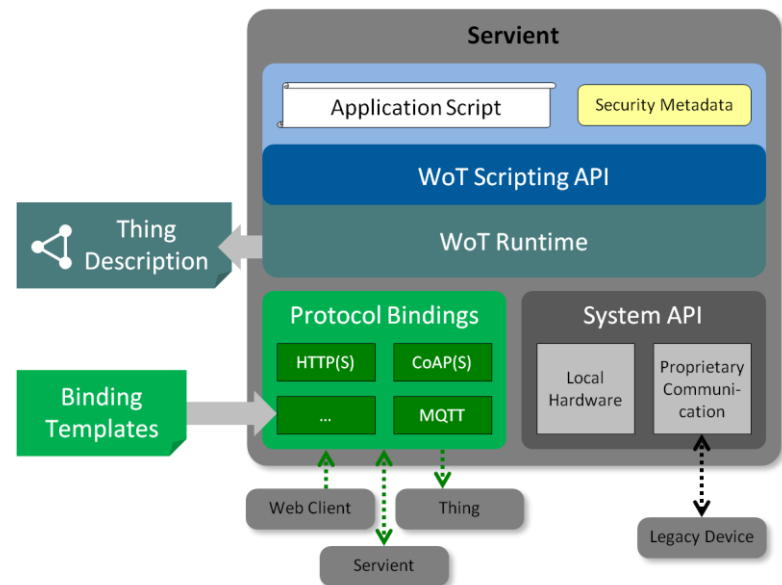 Servient
Application Script
Security Metadata
WoT Scripting API
WoT Runtime
Thing
Description
Protocol Bindings
HTTP(S)
CoAP(S)
...
MQTT
System API
Local
Hardware
Proprietary
Communi-
cation
Binding
Templates
Web Client
Thing
Servient
Legacy Device